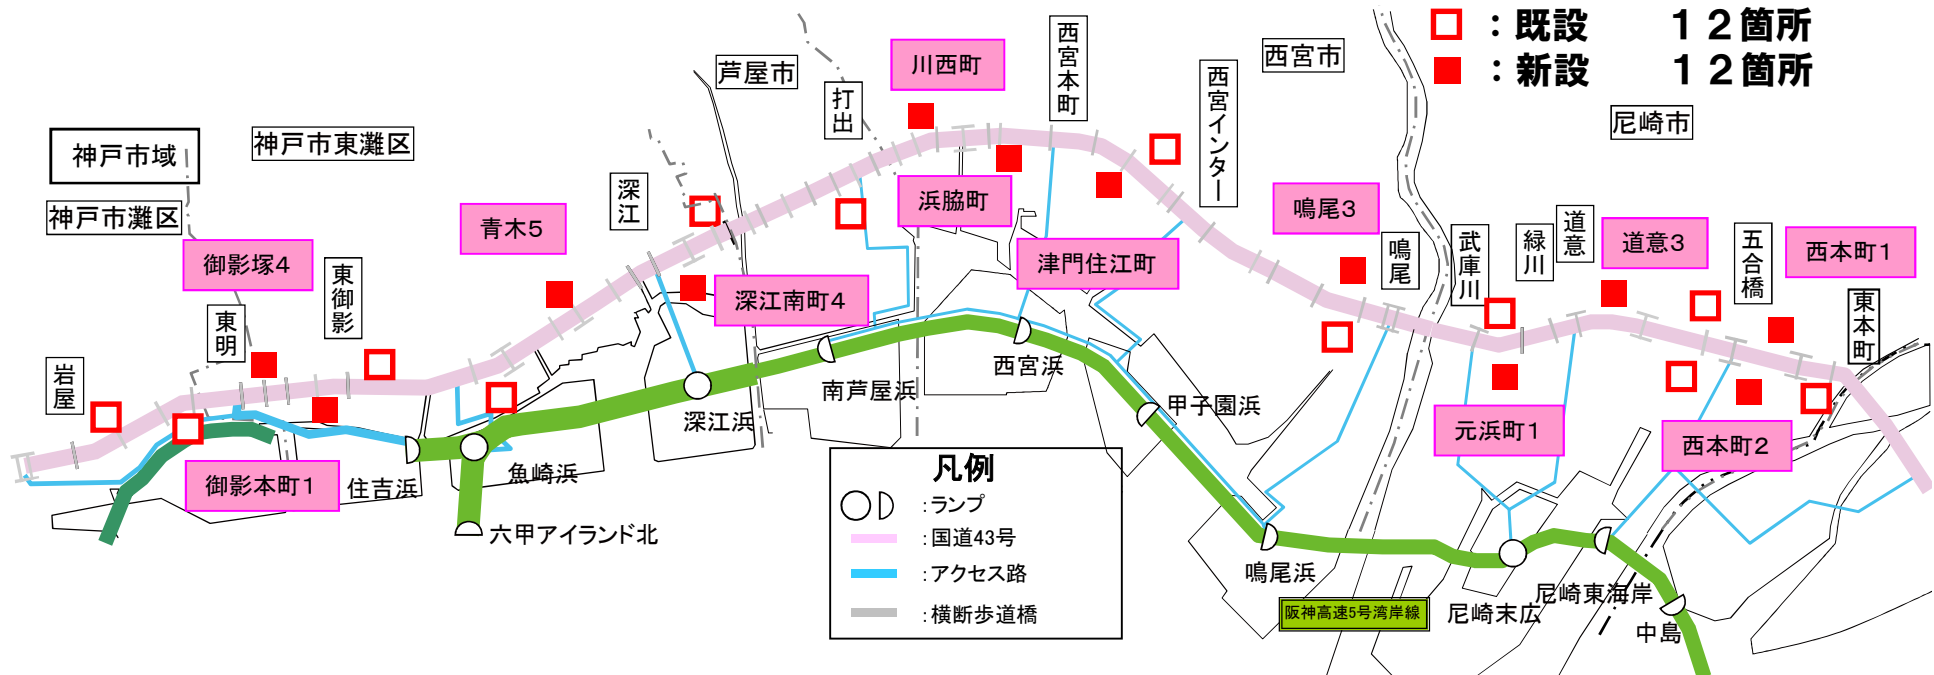 □：既設　１２箇所
■：新設　１２箇所
神戸市域
神戸市東灘区
神戸市灘区
芦屋市
西宮市
尼崎市
御影塚4
青木5
川西町
浜脇町
深江南町4
津門住江町
鳴尾3
道意3
西本町1
元浜町1
西本町2
御影本町1
岩屋
東明
東御影
深江
打出
西宮本町
西宮インター
鳴尾
武庫川
緑川
道意
五合橋
東本町
住吉浜
魚崎浜
六甲アイランド北
深江浜
南芦屋浜
西宮浜
甲子園浜
鳴尾浜
尼崎末広
尼崎東海岸
中島
阪神高速5号湾岸線
凡例
：ランプ
：国道43号
：アクセス路
：横断歩道橋